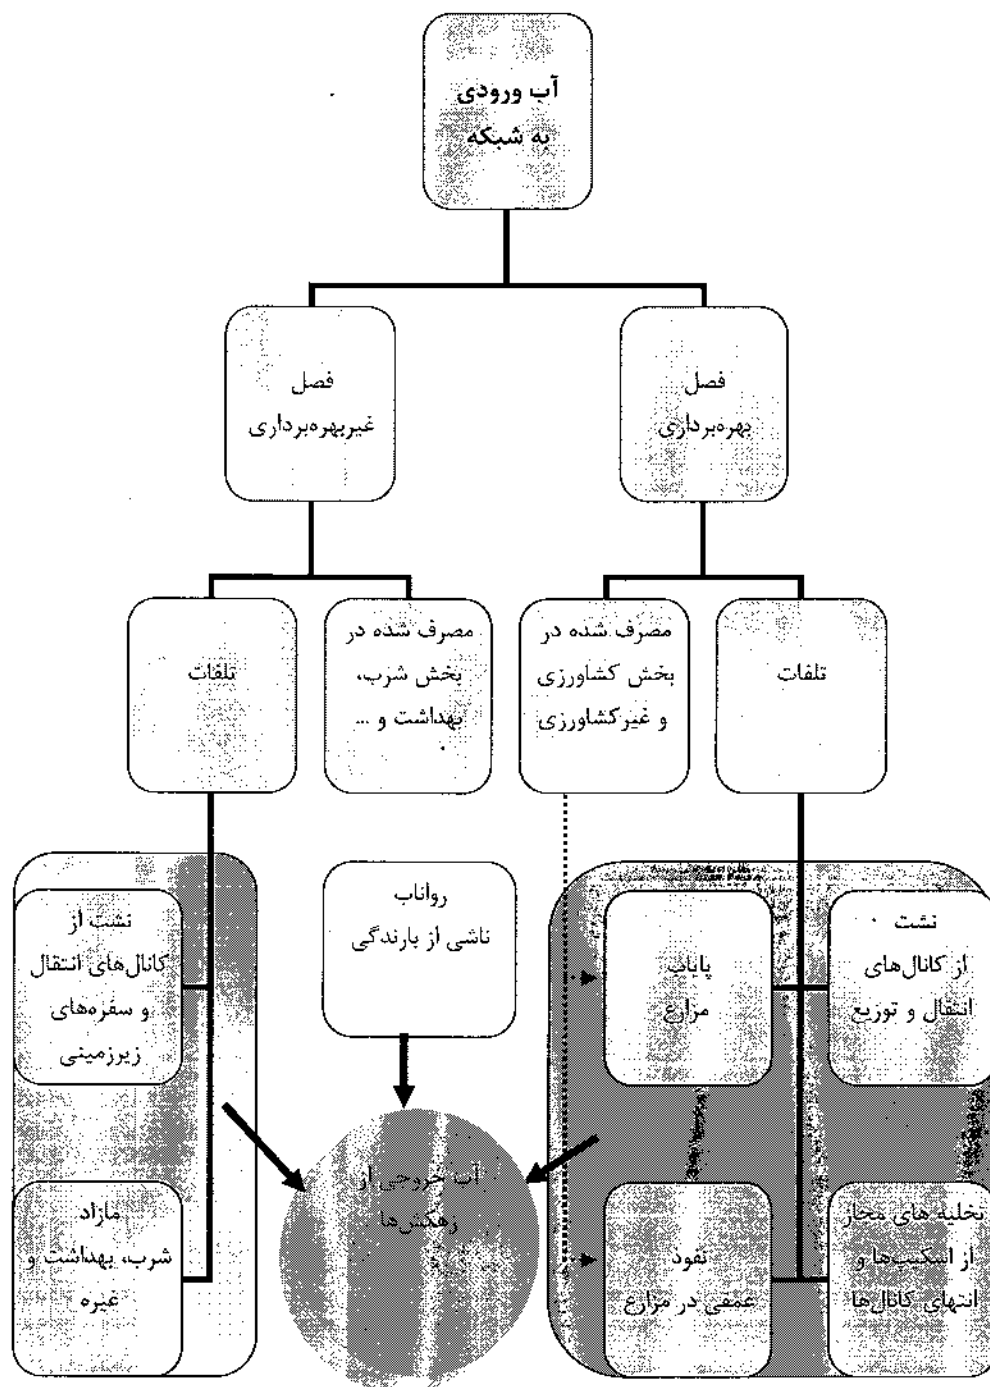 آب ورودی
به شبکه
فصل
بهره‌برداری
فصل
غیربهره‌برداری
تلفات
مصرف شده در
بخش کشاورزی
و غیرکشاورزی
مصرف شده در
بخش شرب،
بهداشت و ...
تلفات
نشت
از کانال‌های
انتقال و توزیع
پایاب
مزارع
رواناب
ناشی از بارندگی
نشت از
کانال‌های انتقال
و سفره‌های
زیرزمینی
تخلیه های مجاز
از اسکیپ‌ها و
انتهای کانال‌ها
نفوذ
عمقی در مزارع
آب خروجی از
زهکش‌ها
مازاد
شرب، بهداشت و
غیره